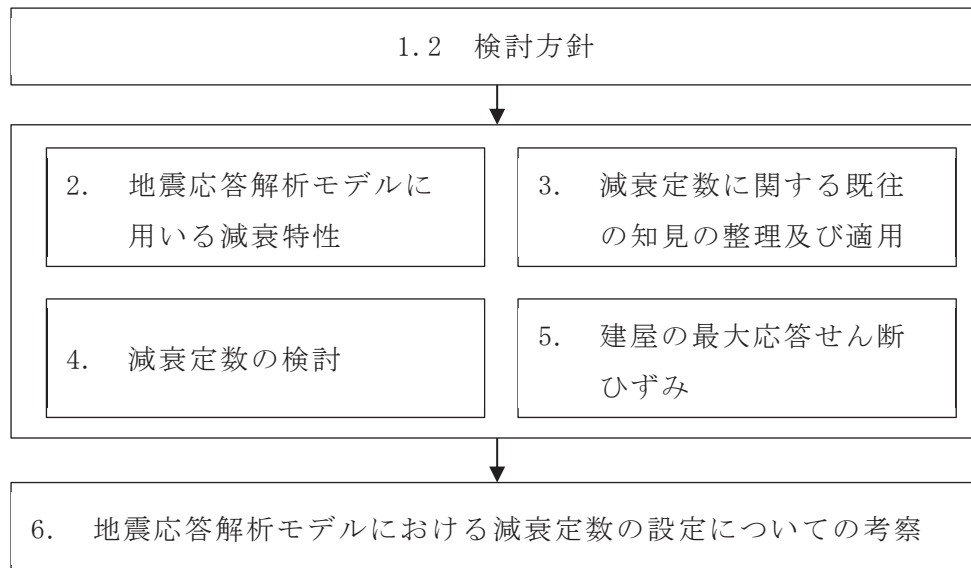 1.2 検討方針
2. 地震応答解析モデルに
用いる減衰特性
3. 減衰定数に関する既往
の知見の整理及び適用
4. 減衰定数の検討
5. 建屋の最大応答せん断
ひずみ
6. 地震応答解析モデルにおける減衰定数の設定についての考察